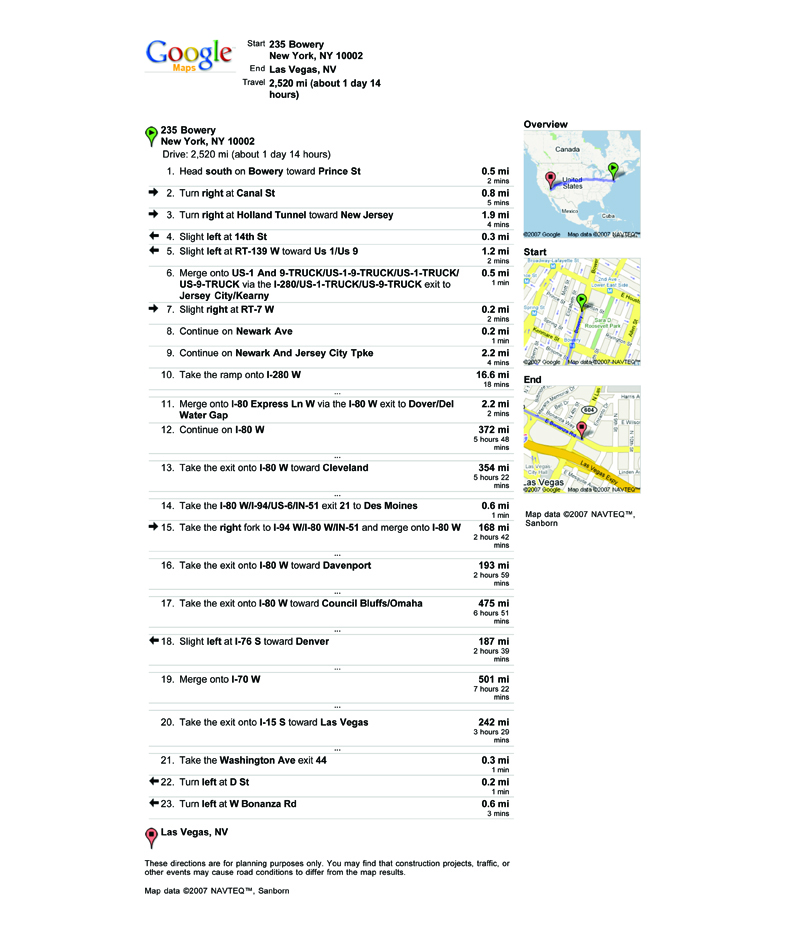 Google
Maps
Start 235 Bowery
New York, NY 10002
End Las Vegas, NV
Travel 2,520 mi (about 1 day 14
hours)
235 Bowery
New York, NY 10002
Drive: 2,520 mi (about 1 day 14 hours)
1. Head south on Bowery toward Prince St 0.5 mi
2 mins
2. Turn right at Canal St 0.8 mi
5 mins
3. Turn right at Holland Tunnel toward New Jersey 1.9 mi
4 mins
4. Slight left at 14th St 0.3 mi
5. Slight left at RT-139 W toward Us 1/Us 9 1.2 mi
2 mins
6. Merge onto US-1 And 9-TRUCK/US-1-9-TRUCK/US-1-TRUCK/ 0.5 mi
US-9-TRUCK via the I-280/US-1-TRUCK/US-9-TRUCK exit to 1 min
Jersey City/Kearny
7. Slight right at RT-7 W 0.2 mi
2 mins
8. Continue on Newark Ave 0.2 mi
1 min
9. Continue on Newark And Jersey City Tpke 2.2 mi
4 mins
10. Take the ramp onto I-280 W 16.6 mi
18 mins
...
11. Merge onto I-80 Express Ln W via the I-80 W exit to Dover/Del 2.2 mi
Water Gap 2 mins
12. Continue on I-80 W 372 mi
5 hours 48
mins
...
13. Take the exit onto I-80 W toward Cleveland 354 mi
5 hours 22
mins
...
14. Take the I-80 W/I-94/US-6/IN-51 exit 21 to Des Moines 0.6 mi
1 min
15. Take the right fork to I-94 W/I-80 W/IN-51 and merge onto I-80 W 168 mi
2 hours 42
mins
...
16. Take the exit onto I-80 W toward Davenport 193 mi
2 hours 59
mins
...
17. Take the exit onto I-80 W toward Council Bluffs/Omaha 475 mi
6 hours 51
mins
...
18. Slight left at I-76 S toward Denver 187 mi
2 hours 39
mins
...
19. Merge onto I-70 W 501 mi
7 hours 22
mins
...
20. Take the exit onto I-15 S toward Las Vegas 242 mi
3 hours 29
mins
...
21. Take the Washington Ave exit 44 0.3 mi
1 min
22. Turn left at D St 0.2 mi
1 min
23. Turn left at W Bonanza Rd 0.6 mi
3 mins
Las Vegas, NV
These directions are for planning purposes only. You may find that construction projects, traffic, or
other events may cause road conditions to differ from the map results.
Map data ©2007 NAVTEQ™, Sanborn
Overview
Canada
United
States
Mexico
Cuba
©2007 Google Map data ©2007 NAVTEQ™
Start
Bowery
Kenmare St
Roosevelt Park
Allen St
©2007 Google Map data ©2007 NAVTEQ™
End
604
E Bonanza Rd
Las Vegas Expy
Las Vegas
City Hall
Las Vegas
©2007 Google Map data ©2007 NAVTEQ™
Map data ©2007 NAVTEQ™,
Sanborn